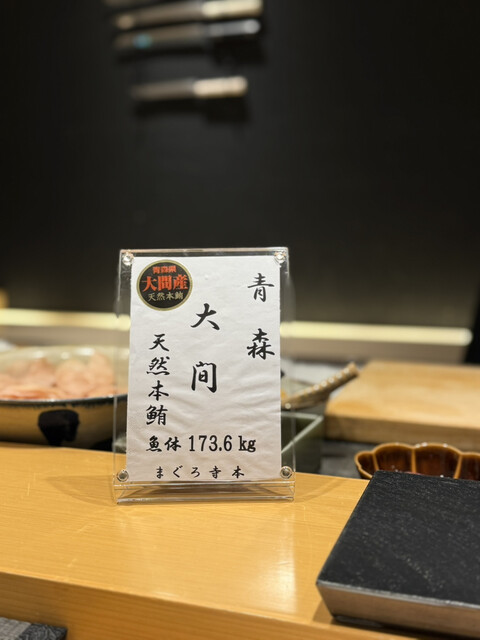 青森県
大間産
天然本鮪
青森
大間
天然本鮪
魚体 173.6 kg
まぐろ寺本